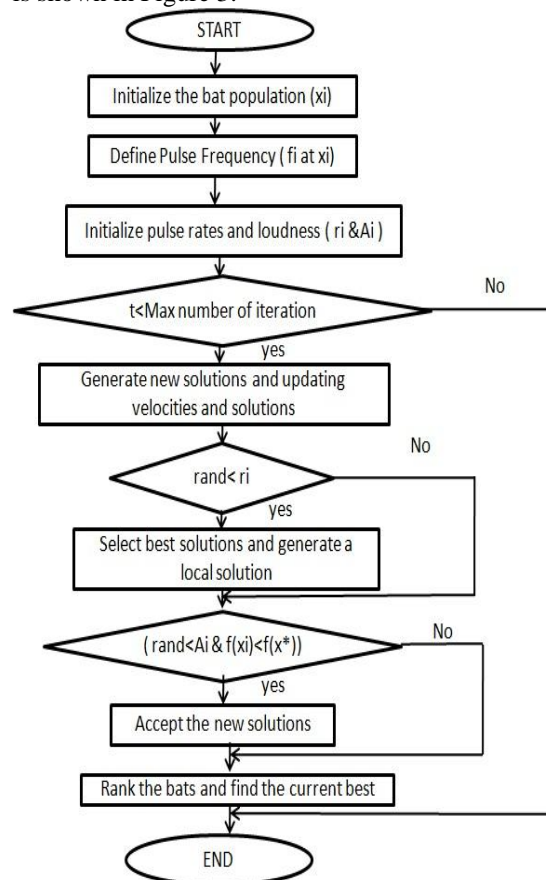 is shown in Figure 3.
START
Initialize the bat population (xi)
Define Pulse Frequency ( fi at xi)
Initialize pulse rates and loudness ( ri &Ai )
t<Max number of iteration
No
yes
Generate new solutions and updating
velocities and solutions
No
rand< ri
yes
Select best solutions and generate a
local solution
( rand<Ai & f(xi)<f(x*))
No
yes
Accept the new solutions
Rank the bats and find the current best
END